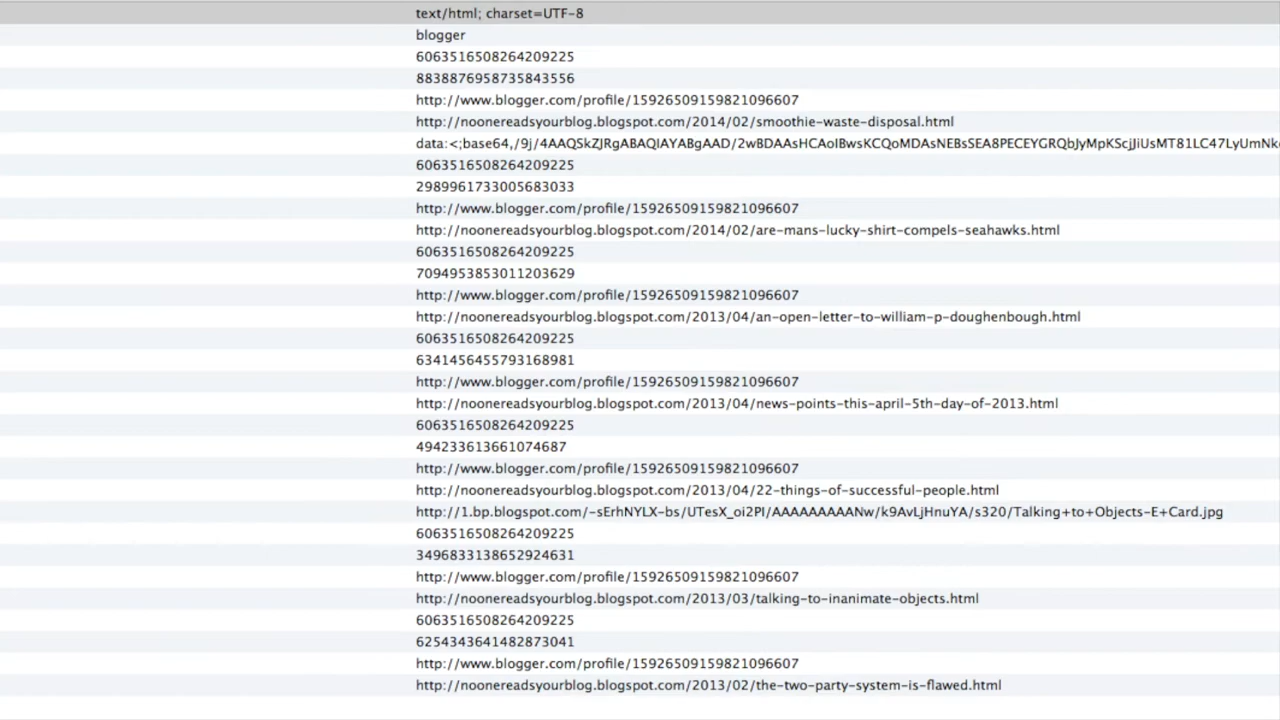 text/html; charset=UTF-8
blogger
6063516508264209225
8838876958735843556
http://www.blogger.com/profile/15926509159821096607
http://noonereadsyourblog.blogspot.com/2014/02/smoothie-waste-disposal.html
data:<;base64,/9j/4AAQSkZJRgABAQIAYABgAAD/2wBDAAsHCAoIBwsKCQoMDAsNEBsSEA8PECEYGRQbJyMpKScjJiUsMT81LC47LyUmNk
6063516508264209225
2989961733005683033
http://www.blogger.com/profile/15926509159821096607
http://noonereadsyourblog.blogspot.com/2014/02/are-mans-lucky-shirt-compels-seahawks.html
6063516508264209225
7094953853011203629
http://www.blogger.com/profile/15926509159821096607
http://noonereadsyourblog.blogspot.com/2013/04/an-open-letter-to-william-p-doughenbough.html
6063516508264209225
6341456455793168981
http://www.blogger.com/profile/15926509159821096607
http://noonereadsyourblog.blogspot.com/2013/04/news-points-this-april-5th-day-of-2013.html
6063516508264209225
494233613661074687
http://www.blogger.com/profile/15926509159821096607
http://noonereadsyourblog.blogspot.com/2013/04/22-things-of-successful-people.html
http://1.bp.blogspot.com/-sErhNYLX-bs/UTesX_oi2PI/AAAAAAAAANw/k9AvLjHnuYA/s320/Talking+to+Objects-E+Card.jpg
6063516508264209225
3496833138652924631
http://www.blogger.com/profile/15926509159821096607
http://noonereadsyourblog.blogspot.com/2013/03/talking-to-inanimate-objects.html
6063516508264209225
6254343641482873041
http://www.blogger.com/profile/15926509159821096607
http://noonereadsyourblog.blogspot.com/2013/02/the-two-party-system-is-flawed.html